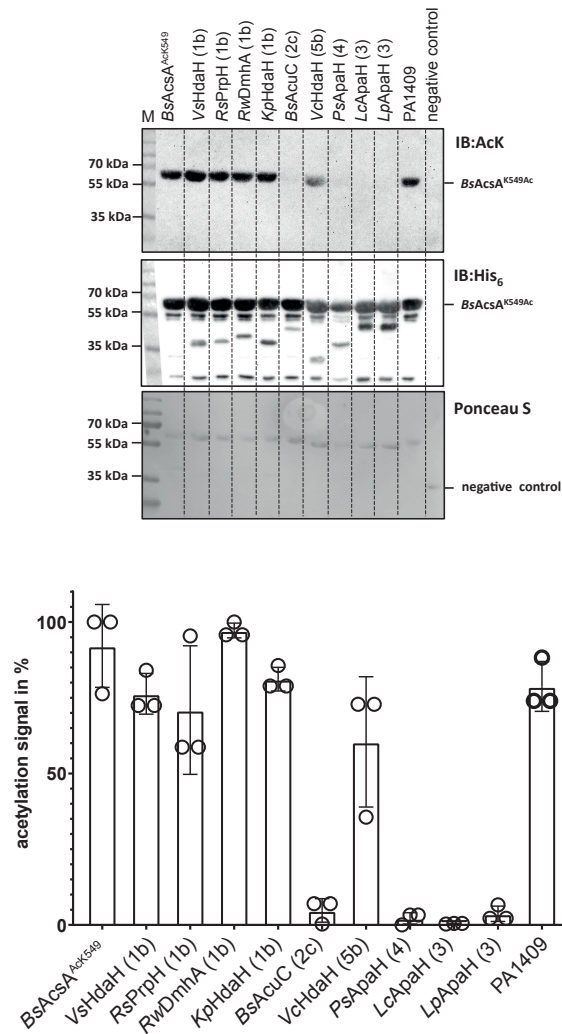 BsAcsA^AcK549
VsHdaH (1b)
RsPrpH (1b)
RwDmhA (1b)
KpHdaH (1b)
BsAcuC (2c)
VcHdaH (5b)
PsApaH (4)
LcApaH (3)
LpApaH (3)
PA1409
negative control
M
IB:AcK
70 kDa
55 kDa
BsAcsA^K549Ac
35 kDa
IB:His₆
70 kDa
55 kDa
BsAcsA^K549Ac
35 kDa
Ponceau S
70 kDa
55 kDa
35 kDa
negative control
acetylation signal in %
100
50
0
BsAcsA^AcK549
VsHdaH (1b)
RsPrpH (1b)
RwDmhA (1b)
KpHdaH (1b)
BsAcuC (2c)
VcHdaH (5b)
PsApaH (4)
LcApaH (3)
LpApaH (3)
PA1409